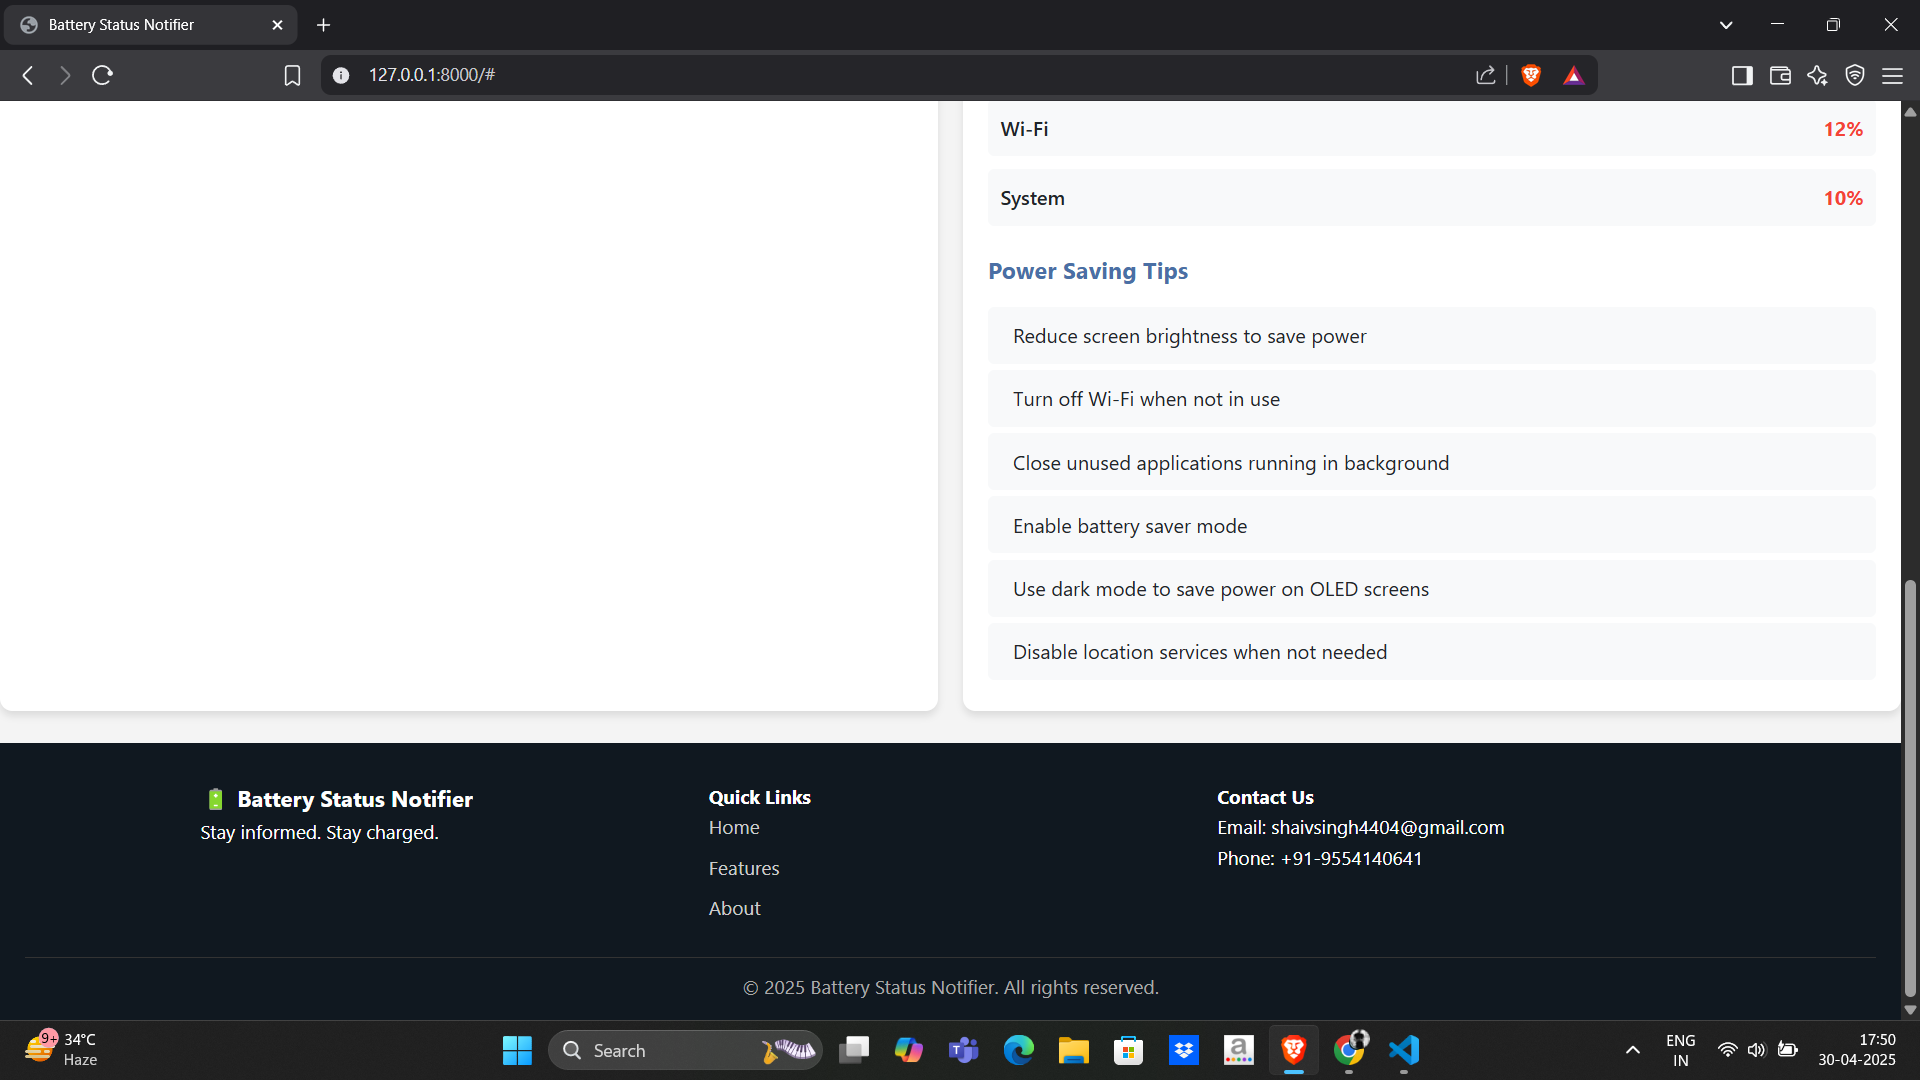 Battery Status Notifier
127.0.0.1:8000/#
Wi-Fi 12%
System 10%
Power Saving Tips
Reduce screen brightness to save power
Turn off Wi-Fi when not in use
Close unused applications running in background
Enable battery saver mode
Use dark mode to save power on OLED screens
Disable location services when not needed
Battery Status Notifier
Stay informed. Stay charged.
Quick Links
Home
Features
About
Contact Us
Email: shaivsingh4404@gmail.com
Phone: +91-9554140641
© 2025 Battery Status Notifier. All rights reserved.
9+
34°C
Haze
Search
T
a
ENG
IN
17:50
30-04-2025